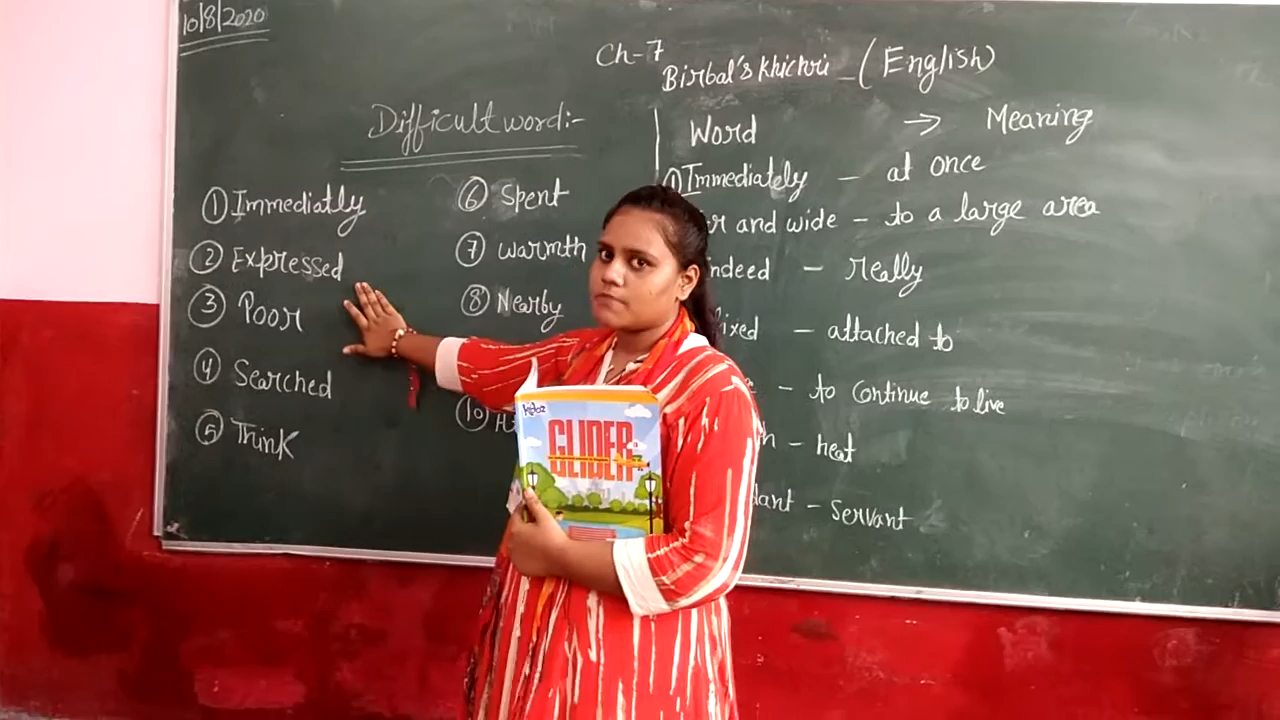 10/8/2020
Ch-7
Birbal's Khichri - (English)
Difficult word:-
① Immediatly
② Expressed
③ Poor
④ Searched
⑤ Think
⑥ Spent
⑦ Warmth
⑧ Nearby
⑩
Word → Meaning
① Immediately - at once
and wide - to a large area
indeed - really
- attached to
- to continue to live
- heat
- servant
GLIDER